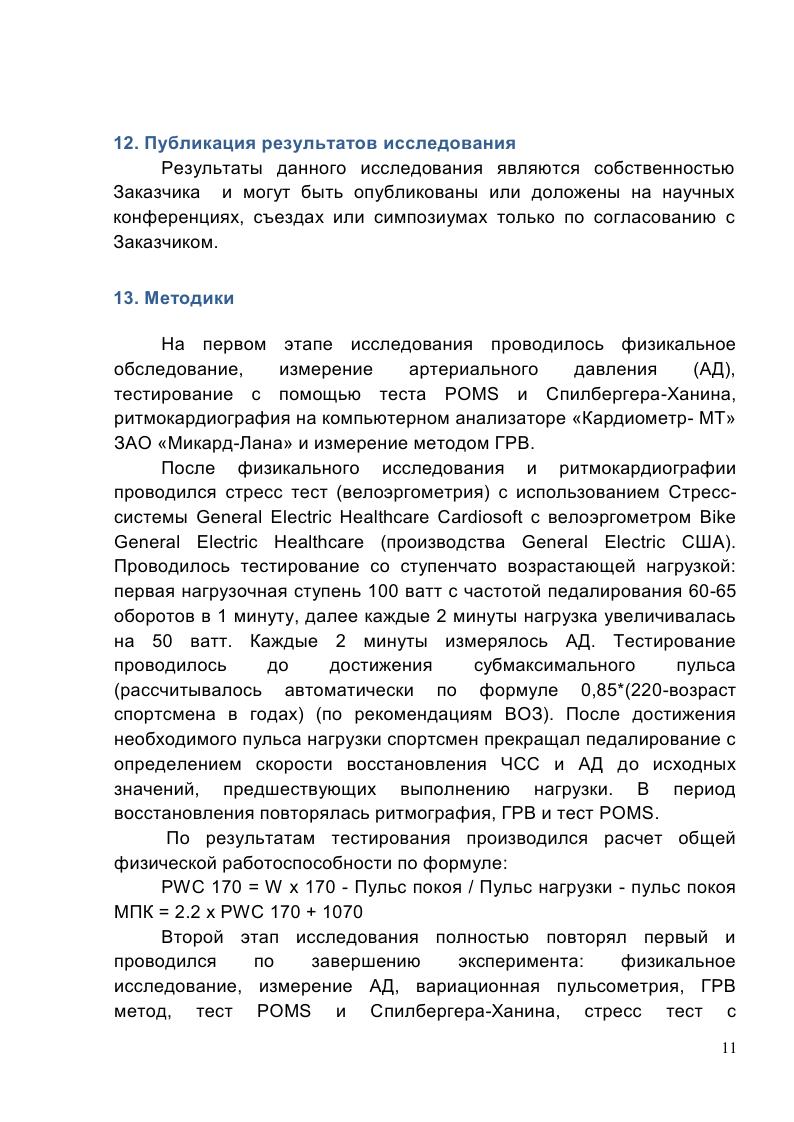 12. Публикация результатов исследования
Результаты данного исследования являются собственностью
Заказчика и могут быть опубликованы или доложены на научных
конференциях, съездах или симпозиумах только по согласованию с
Заказчиком.
13. Методики
На первом этапе исследования проводилось физикальное
обследование, измерение артериального давления (АД),
тестирование с помощью теста POMS и Спилбергера-Ханина,
ритмокардиография на компьютерном анализаторе «Кардиометр- МТ»
ЗАО «Микард-Лана» и измерение методом ГРВ.
После физикального исследования и ритмокардиографии
проводился стресс тест (велоэргометрия) с использованием Стресс-
системы General Electric Healthcare Cardiosoft с велоэргометром Bike
General Electric Healthcare (производства General Electric США).
Проводилось тестирование со ступенчато возрастающей нагрузкой:
первая нагрузочная ступень 100 ватт с частотой педалирования 60-65
оборотов в 1 минуту, далее каждые 2 минуты нагрузка увеличивалась
на 50 ватт. Каждые 2 минуты измерялось АД. Тестирование
проводилось до достижения субмаксимального пульса
(рассчитывалось автоматически по формуле 0,85*(220-возраст
спортсмена в годах) (по рекомендациям ВОЗ). После достижения
необходимого пульса нагрузки спортсмен прекращал педалирование с
определением скорости восстановления ЧСС и АД до исходных
значений, предшествующих выполнению нагрузки. В период
восстановления повторялась ритмография, ГРВ и тест POMS.
По результатам тестирования производился расчет общей
физической работоспособности по формуле:
PWC 170 = W x 170 - Пульс покоя / Пульс нагрузки - пульс покоя
МПК = 2.2 x PWC 170 + 1070
Второй этап исследования полностью повторял первый и
проводился по завершению эксперимента: физикальное
исследование, измерение АД, вариационная пульсометрия, ГРВ
метод, тест POMS и Спилбергера-Ханина, стресс тест с
11